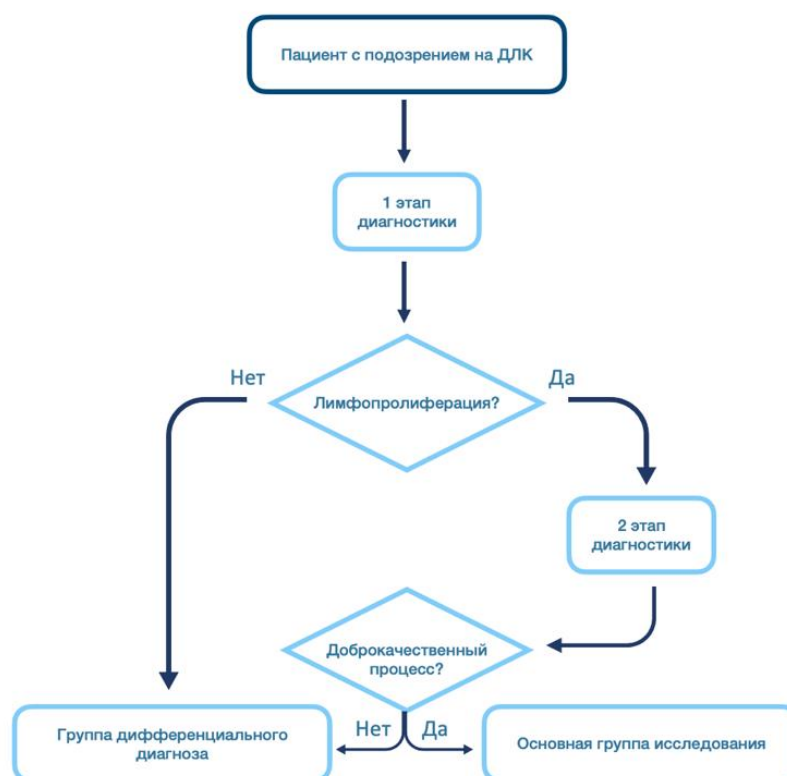 Пациент с подозрением на ДЛК
1 этап
диагностики
Нет
Да
Лимфопролиферация?
2 этап
диагностики
Доброкачественный
процесс?
Группа дифференциального
диагноза
Нет
Да
Основная группа исследования